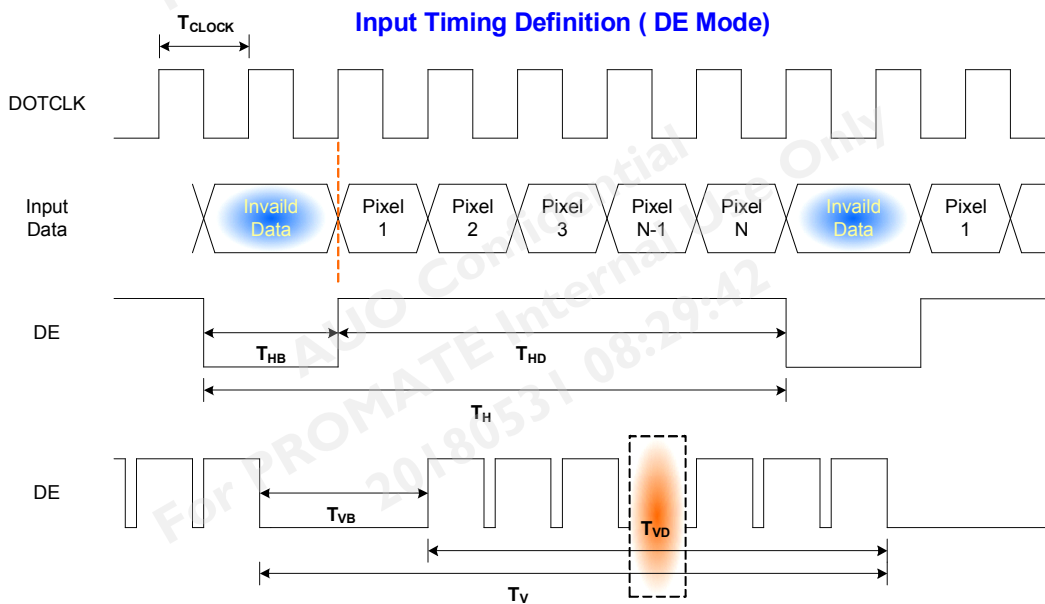 Input Timing Definition ( DE Mode)
TCLOCK
DOTCLK
Input
Data
Invaild
Data
Pixel
1
Pixel
2
Pixel
3
Pixel
N-1
Pixel
N
Invaild
Data
Pixel
1
DE
THB
THD
TH
DE
TVB
TVD
TV
AUO Confidential
For PROMATE Internal Use Only
20180531 08:29:42